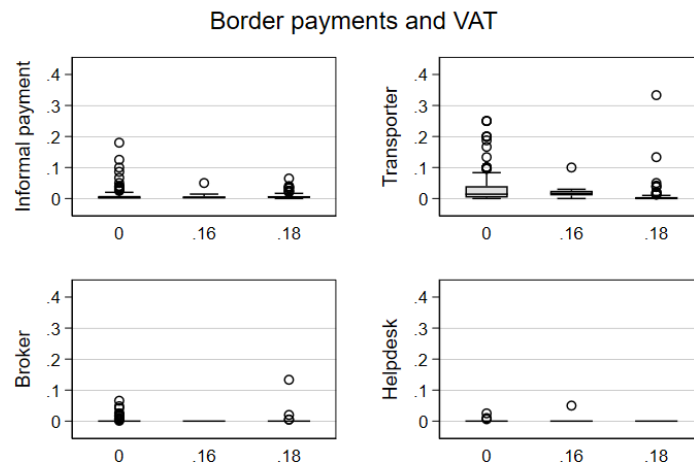 Border payments and VAT
Informal payment
.4
.3
.2
.1
0
0 .16 .18
Transporter
.4
.3
.2
.1
0
0 .16 .18
Broker
.4
.3
.2
.1
0
0 .16 .18
Helpdesk
.4
.3
.2
.1
0
0 .16 .18